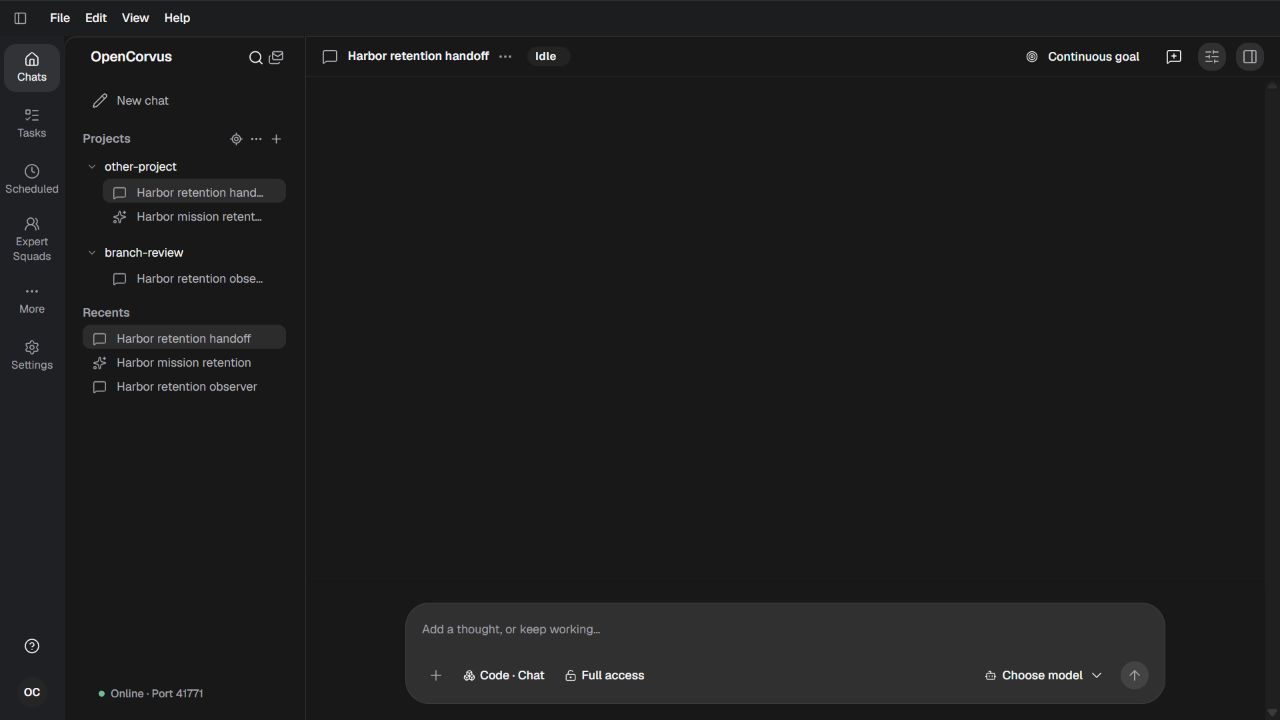 File Edit View Help
Chats
Tasks
Scheduled
Expert
Squads
More
Settings
OC
OpenCorvus
New chat
Projects
other-project
Harbor retention hand...
Harbor mission retent...
branch-review
Harbor retention obse...
Recents
Harbor retention handoff
Harbor mission retention
Harbor retention observer
Online · Port 41771
Harbor retention handoff ... Idle
Continuous goal
Add a thought, or keep working...
Code · Chat Full access Choose model